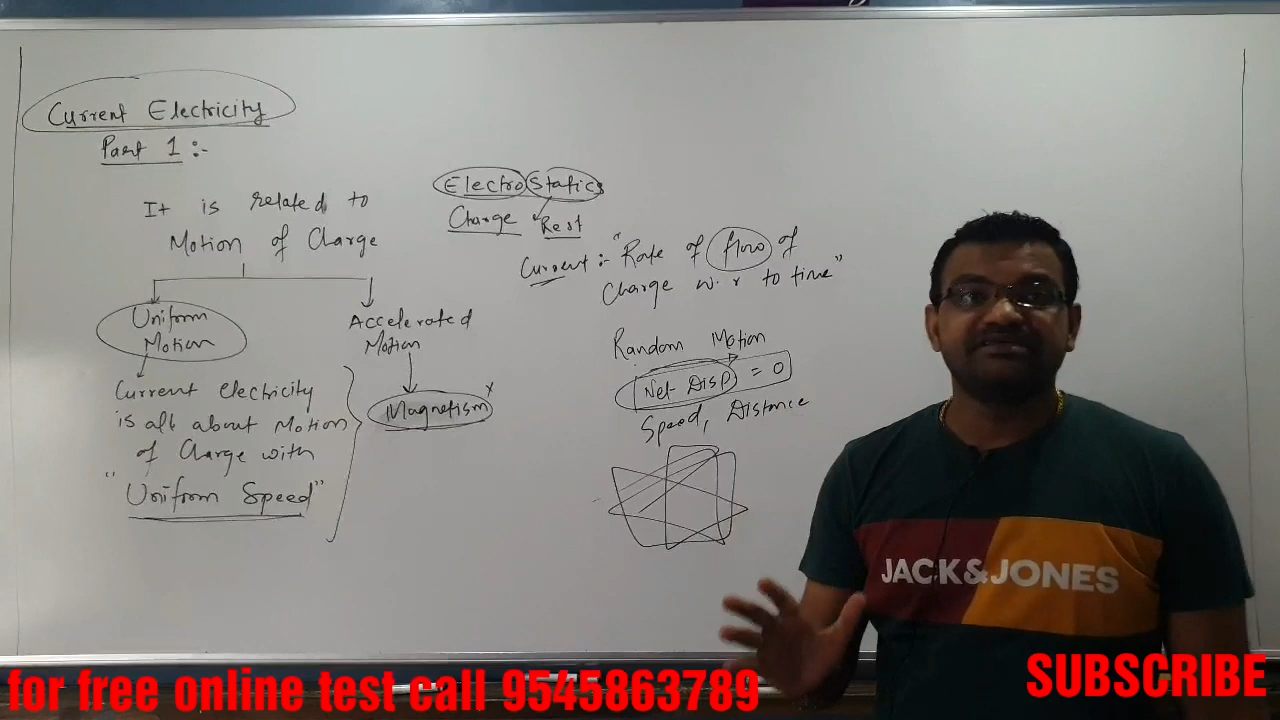 Current Electricity
Part 1 :-
It is related to
Motion of Charge
Uniform
Motion
Current electricity
is all about Motion
of Charge with
"Uniform Speed"
Accelerated
Motion
Magnetism x
Electro Statics
Charge Rest
Current :- "Rate of flow of
Charge w.r to time"
Random Motion
Net Disp = 0
Speed, Distance
JACK&JONES
for free online test call 9545863789
SUBSCRIBE